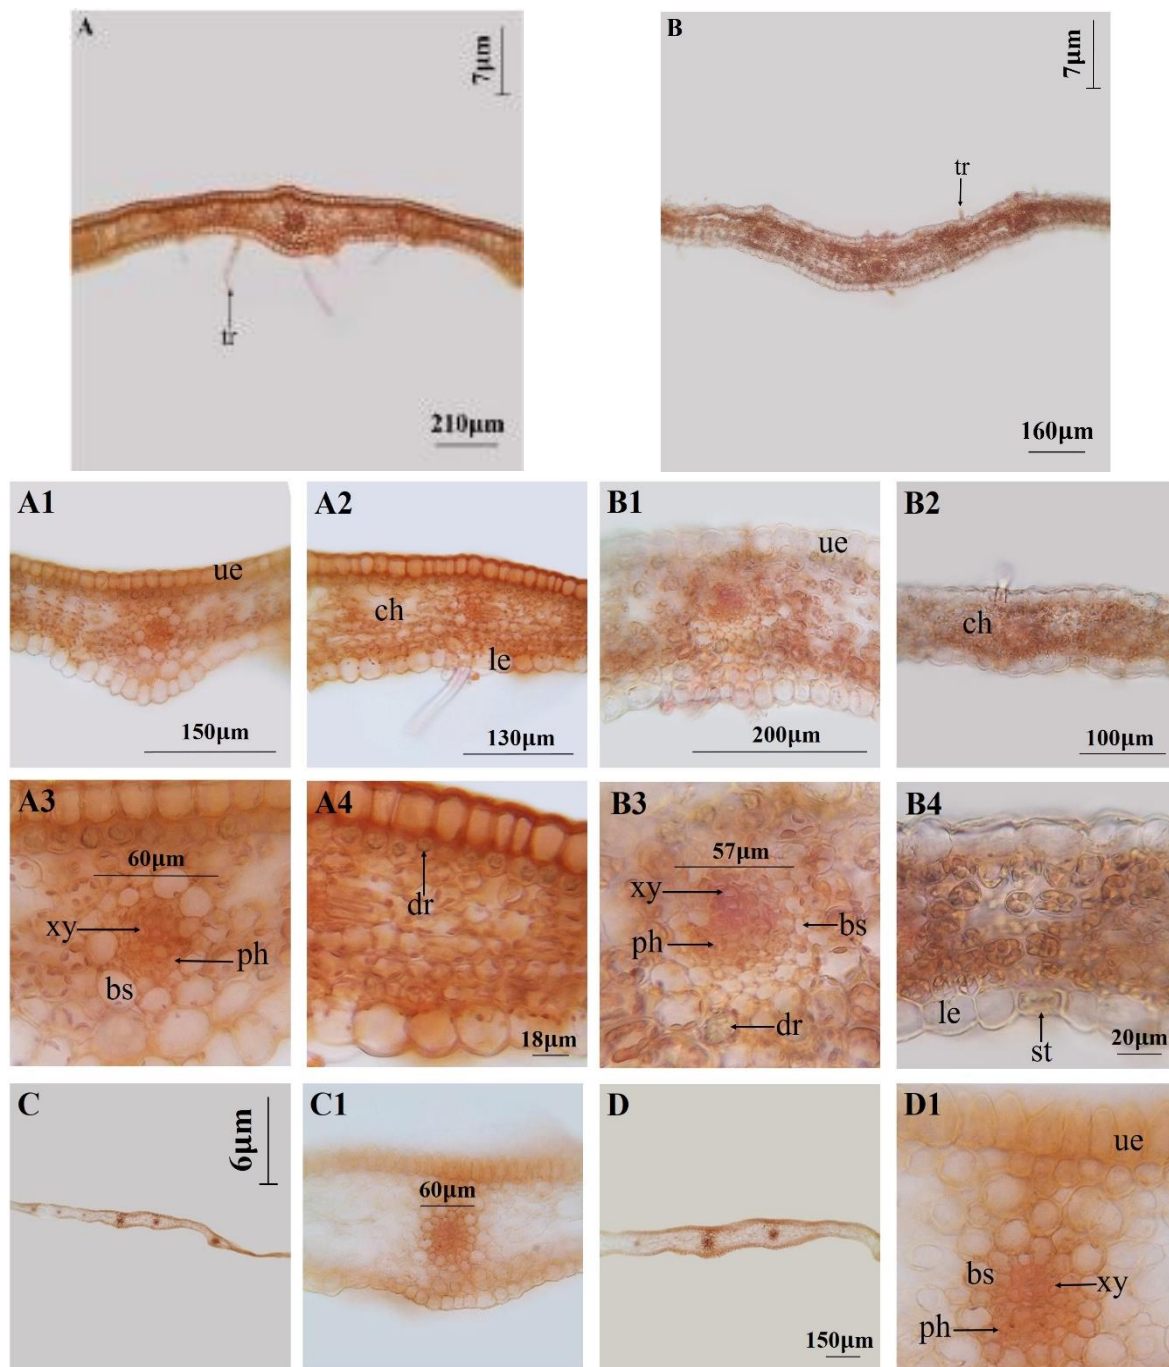 A
7μm
tr
210μm
B
7μm
tr
160μm
A1
ue
150μm
A2
ch
le
130μm
B1
ue
200μm
B2
ch
100μm
A3
60μm
xy
ph
bs
A4
dr
18μm
B3
57μm
xy
bs
ph
dr
B4
le
st
20μm
C
6μm
C1
60μm
D
150μm
D1
ue
bs
xy
ph